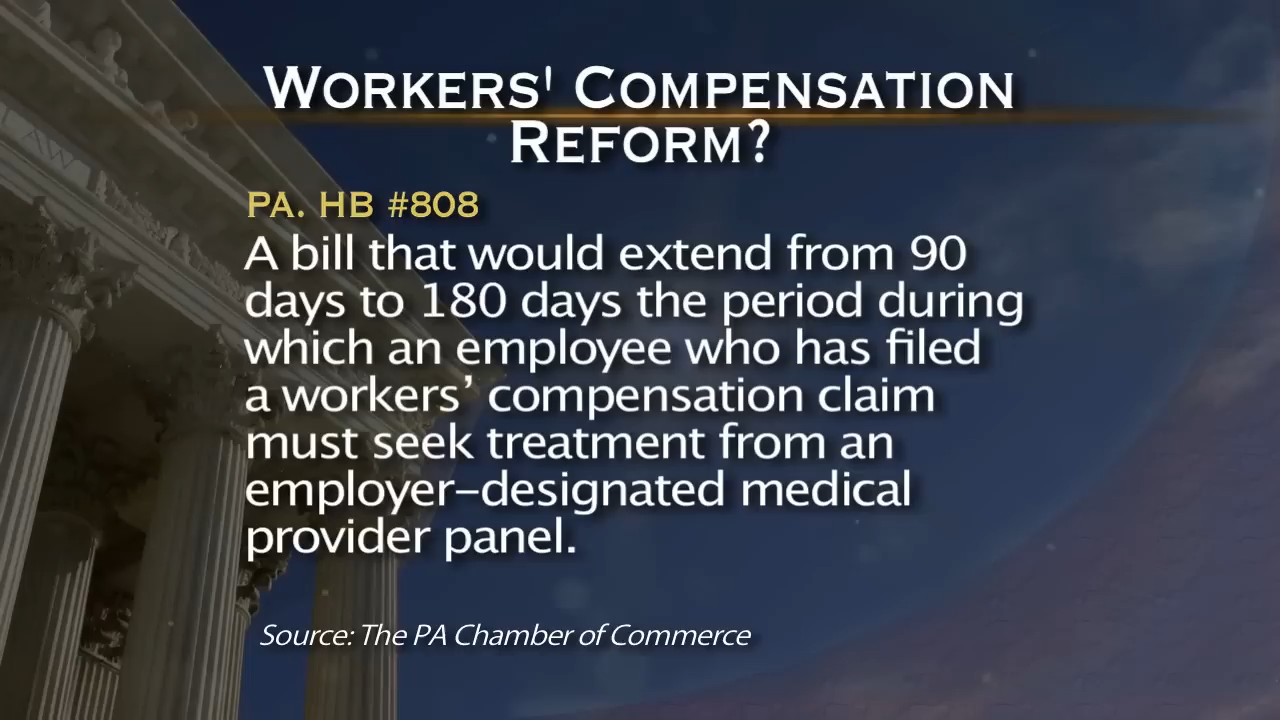 WORKERS' COMPENSATION
REFORM?
PA. HB #808
A bill that would extend from 90
days to 180 days the period during
which an employee who has filed
a workers’ compensation claim
must seek treatment from an
employer–designated medical
provider panel.
Source: The PA Chamber of Commerce
LAW